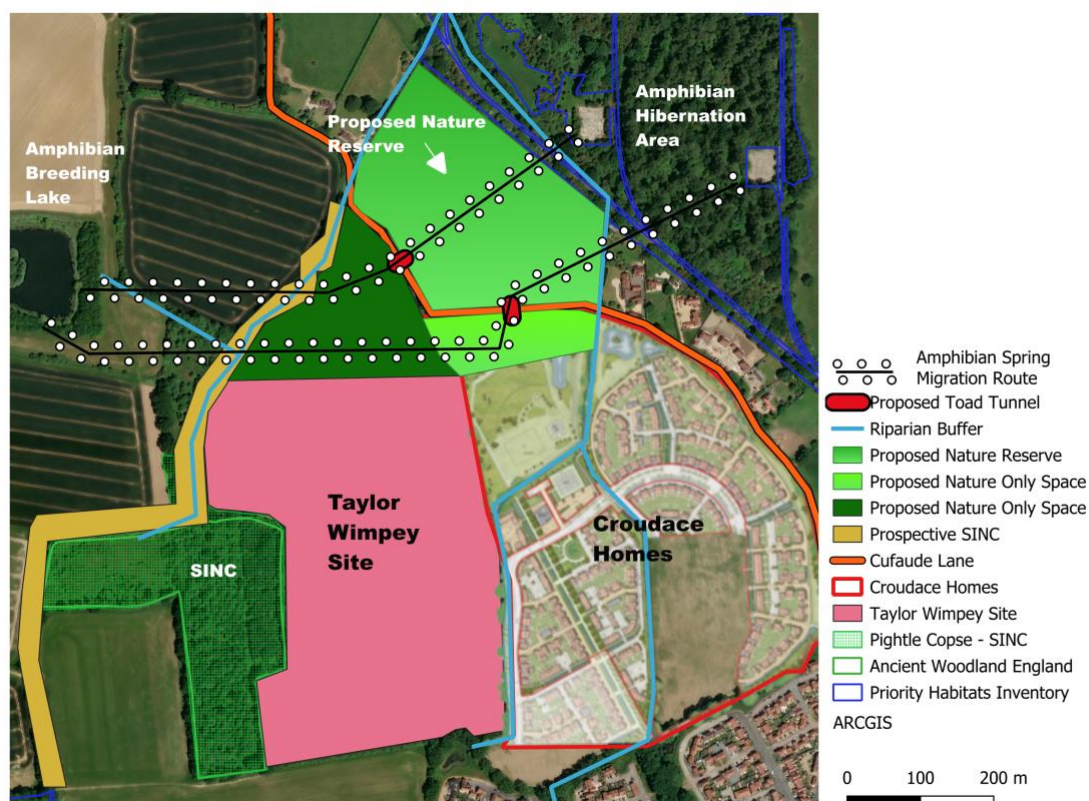 Amphibian
Hibernation
Area
Proposed Nature
Reserve
Amphibian
Breeding
Lake
Taylor
Wimpey
Site
Croudace
Homes
SINC
Amphibian Spring
Migration Route
Proposed Toad Tunnel
Riparian Buffer
Proposed Nature Reserve
Proposed Nature Only Space
Proposed Nature Only Space
Prospective SINC
Cufaude Lane
Croudace Homes
Taylor Wimpey Site
Pightle Copse - SINC
Ancient Woodland England
Priority Habitats Inventory
ARCGIS
0 100 200 m